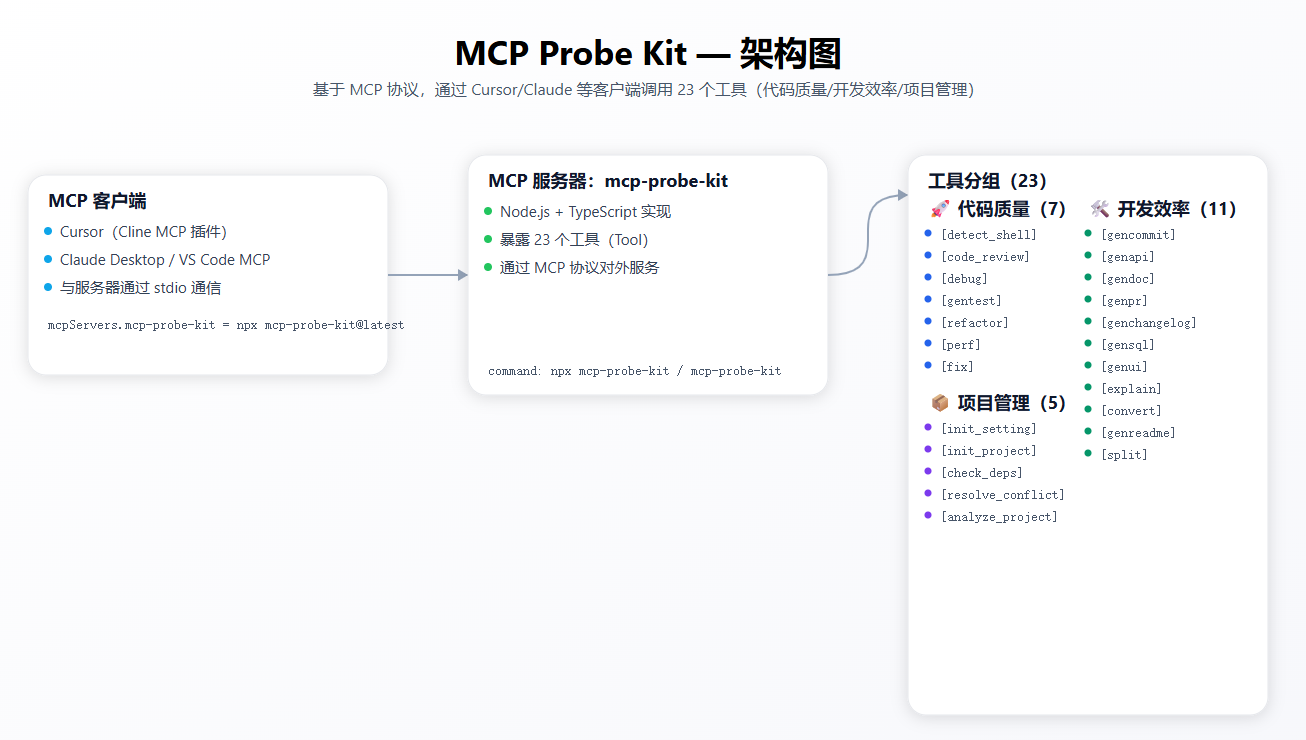 MCP Probe Kit — 架构图
基于 MCP 协议，通过 Cursor/Claude 等客户端调用 23 个工具（代码质量/开发效率/项目管理）
MCP 客户端
Cursor（Cline MCP 插件）
Claude Desktop / VS Code MCP
与服务器通过 stdio 通信
mcpServers.mcp-probe-kit = npx mcp-probe-kit@latest
MCP 服务器：mcp-probe-kit
Node.js + TypeScript 实现
暴露 23 个工具（Tool）
通过 MCP 协议对外服务
command: npx mcp-probe-kit / mcp-probe-kit
工具分组（23）
🚀 代码质量（7）
[detect_shell]
[code_review]
[debug]
[gentest]
[refactor]
[perf]
[fix]
📦 项目管理（5）
[init_setting]
[init_project]
[check_deps]
[resolve_conflict]
[analyze_project]
🛠️ 开发效率（11）
[gencommit]
[genapi]
[gendoc]
[genpr]
[genchangelog]
[gensql]
[genui]
[explain]
[convert]
[genreadme]
[split]